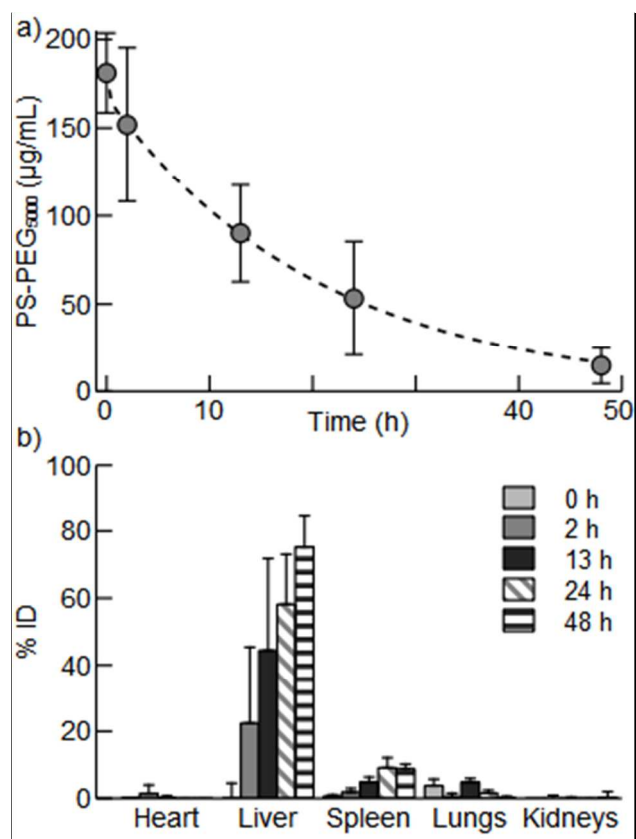 a)
200
150
100
50
0
PS-PEG5000 (µg/mL)
0
10
40
50
Time (h)
b)
100
80
60
40
20
0
% ID
0 h
2 h
13 h
24 h
48 h
Heart Liver Spleen Lungs Kidneys